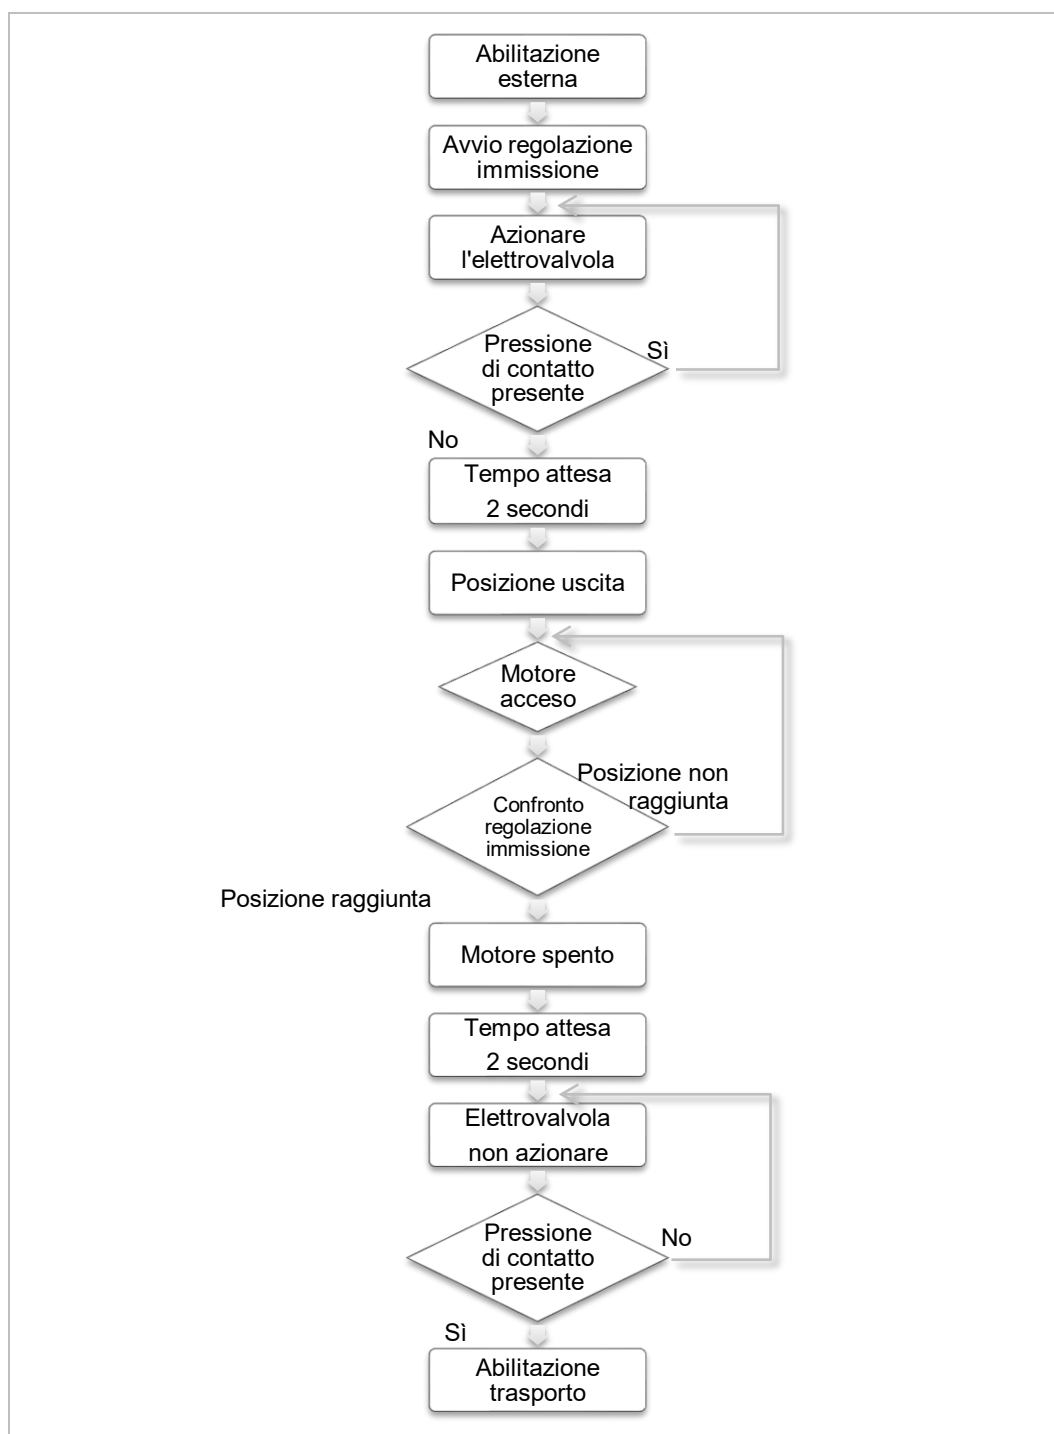 Abilitazione
esterna
Avvio regolazione
immissione
Azionare
l'elettrovalvola
Pressione
di contatto
presente
Sì
No
Tempo attesa
2 secondi
Posizione uscita
Motore
acceso
Posizione non
raggiunta
Confronto
regolazione
immissione
Posizione raggiunta
Motore spento
Tempo attesa
2 secondi
Elettrovalvola
non azionare
Pressione
di contatto
presente
No
Sì
Abilitazione
trasporto